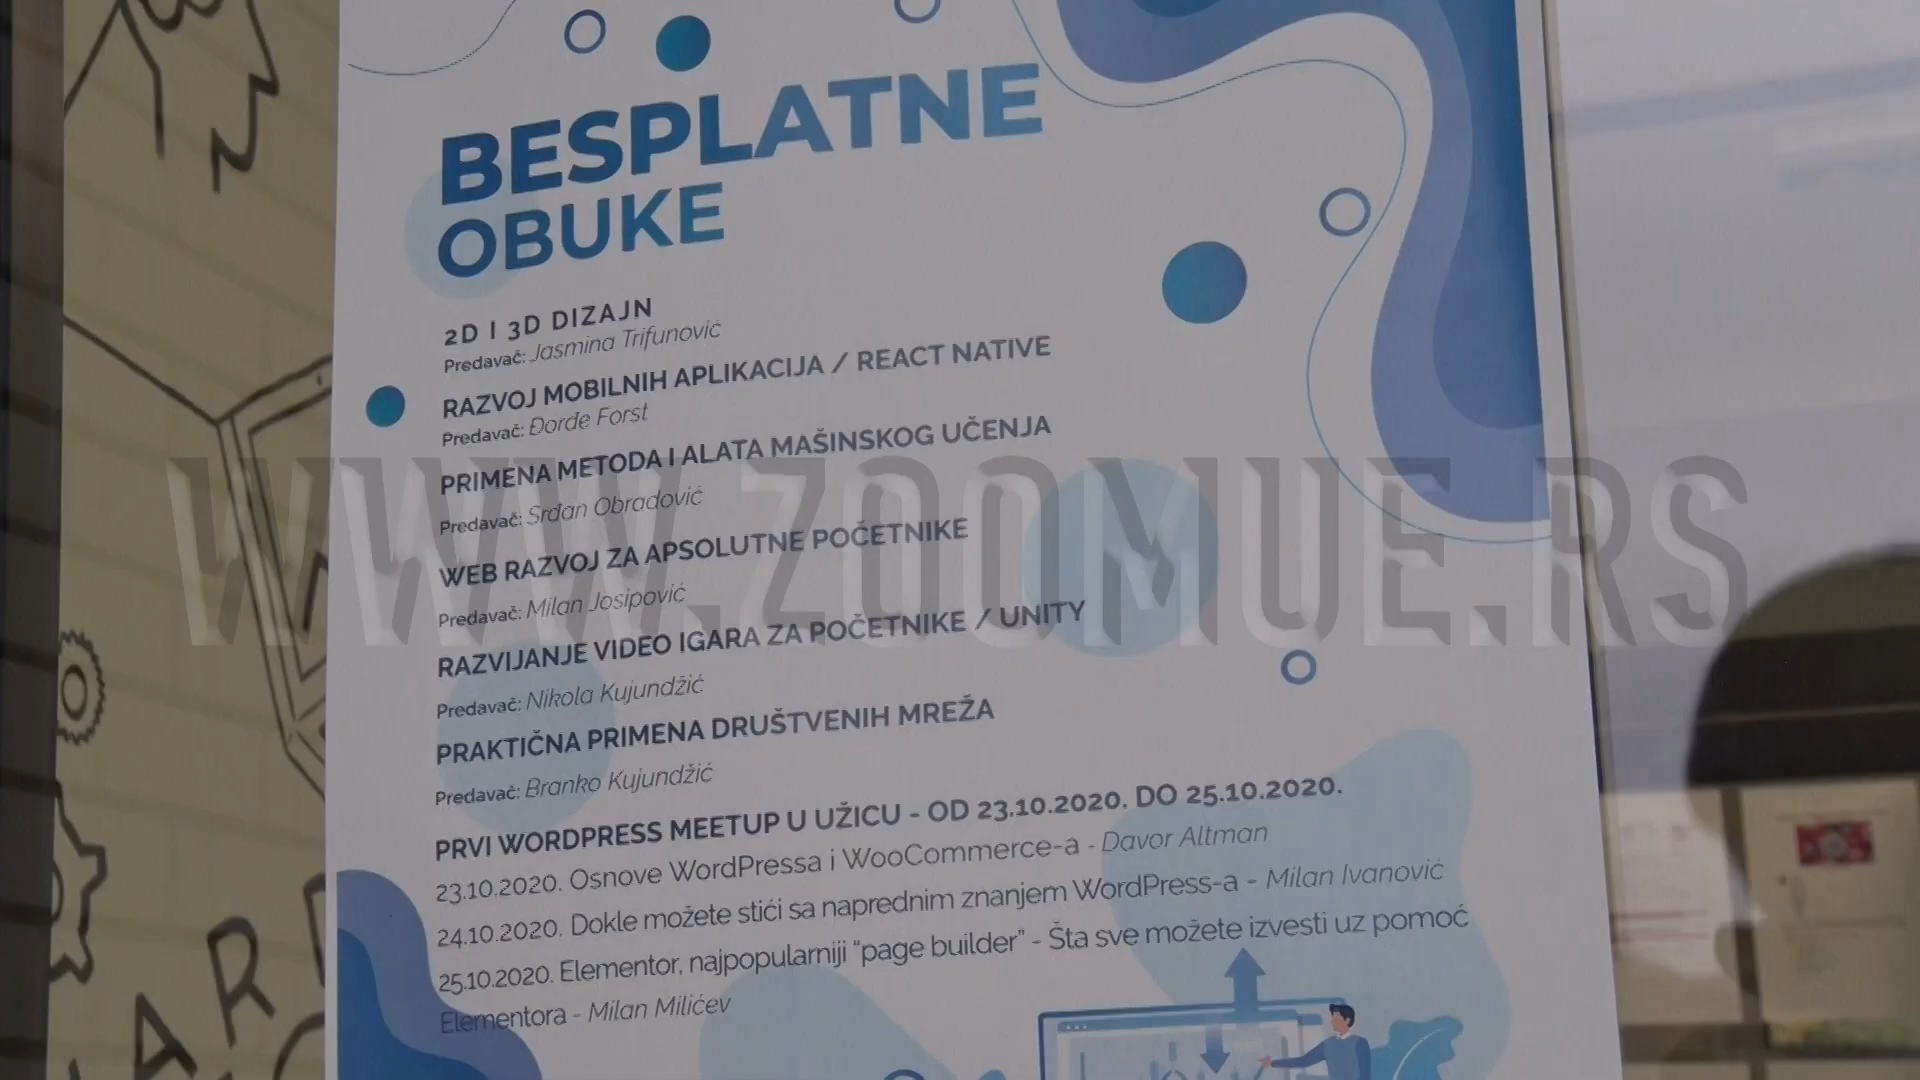 BESPLATNE
OBUKE
2D I 3D DIZAJN
Predavač: Jasmina Trifunović
RAZVOJ MOBILNIH APLIKACIJA / REACT NATIVE
Predavač: Đorđe Forst
PRIMENA METODA I ALATA MAŠINSKOG UČENJA
Predavač: Srđan Obradović
WEB RAZVOJ ZA APSOLUTNE POČETNIKE
Predavač: Milan Josipović
RAZVIJANJE VIDEO IGARA ZA POČETNIKE / UNITY
Predavač: Nikola Kujundžić
PRAKTIČNA PRIMENA DRUŠTVENIH MREŽA
Predavač: Branko Kujundžić
PRVI WORDPRESS MEETUP U UŽICU - OD 23.10.2020. DO 25.10.2020.
23.10.2020. Osnove WordPressa i WooCommerce-a - Davor Altman
24.10.2020. Dokle možete stići sa naprednim znanjem WordPress-a - Milan Ivanović
25.10.2020. Elementor, najpopularniji “page builder” - Šta sve možete izvesti uz pomoć
Elementora - Milan Milićev
WWW.ZOOMUE.RS